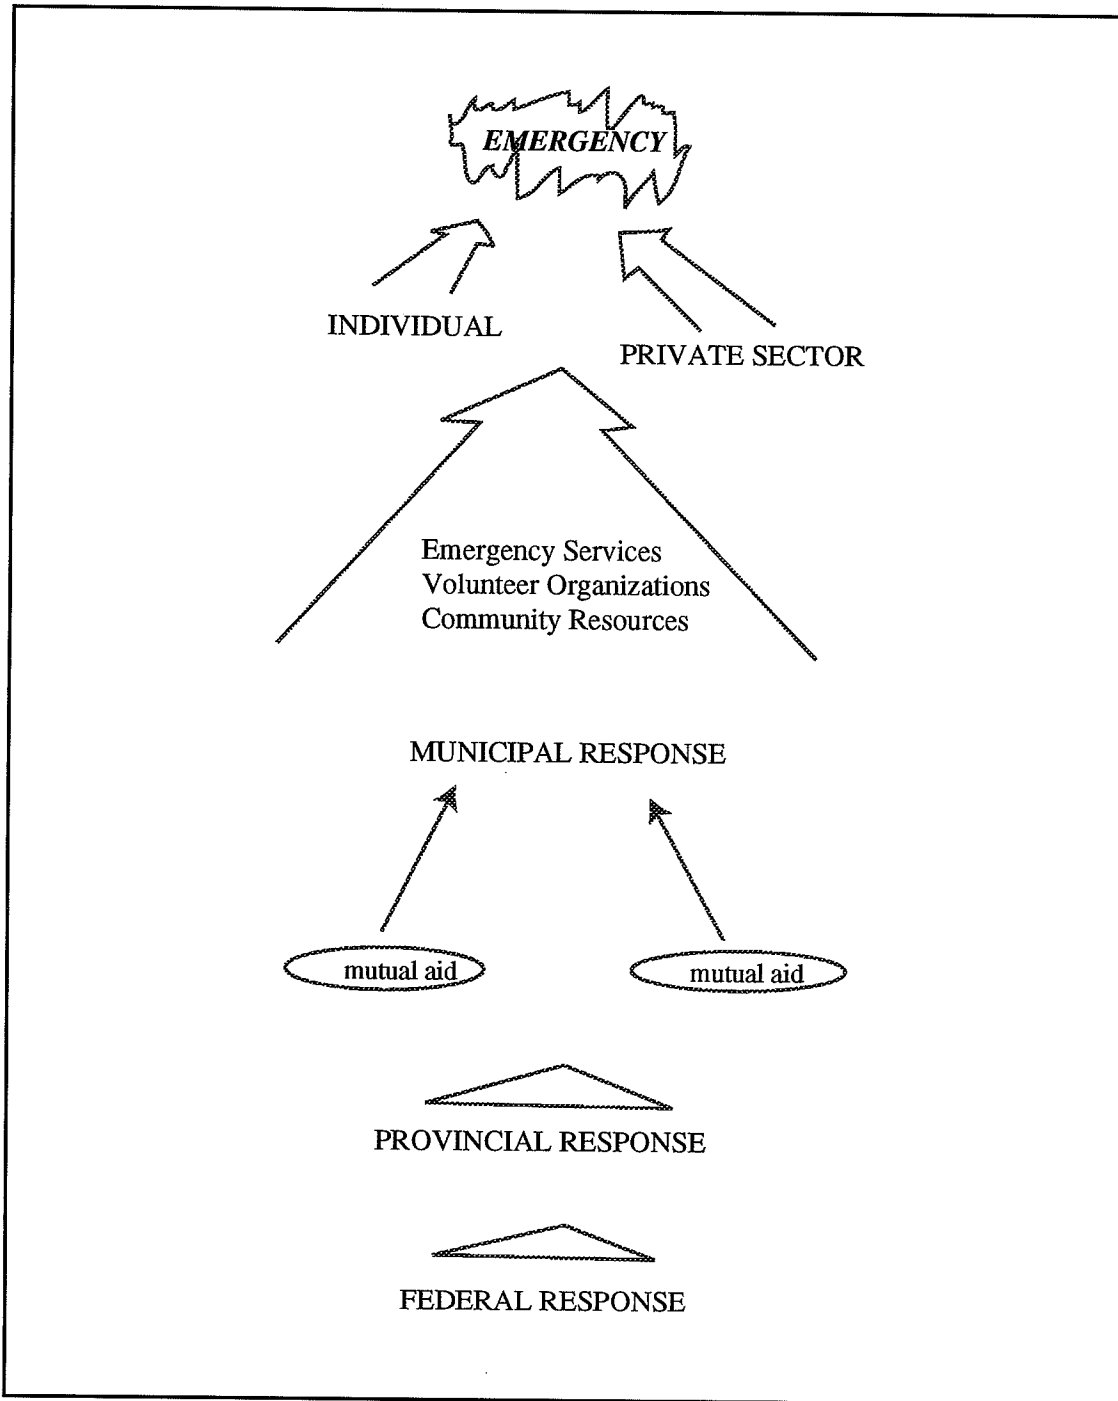 EMERGENCY
INDIVIDUAL
PRIVATE SECTOR
Emergency Services
Volunteer Organizations
Community Resources
MUNICIPAL RESPONSE
mutual aid
mutual aid
PROVINCIAL RESPONSE
FEDERAL RESPONSE